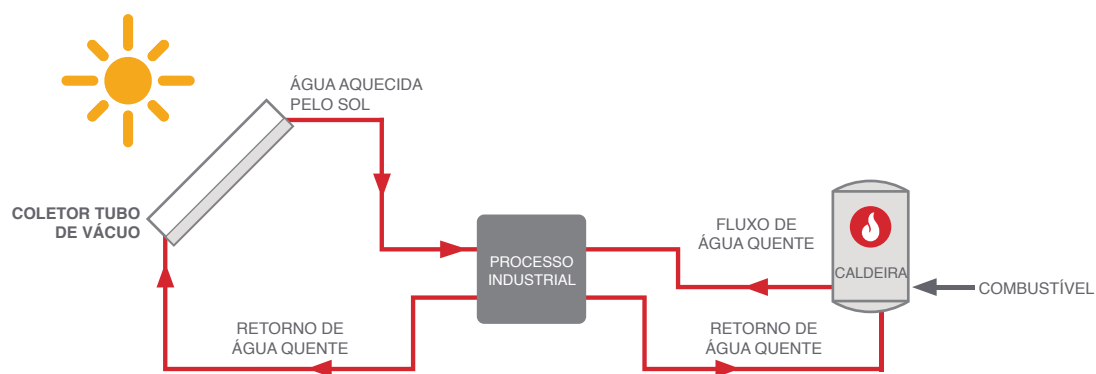 ÁGUA AQUECIDA
PELO SOL
COLETOR TUBO
DE VÁCUO
PROCESSO
INDUSTRIAL
FLUXO DE
ÁGUA QUENTE
CALDEIRA
COMBUSTÍVEL
RETORNO DE
ÁGUA QUENTE
RETORNO DE
ÁGUA QUENTE